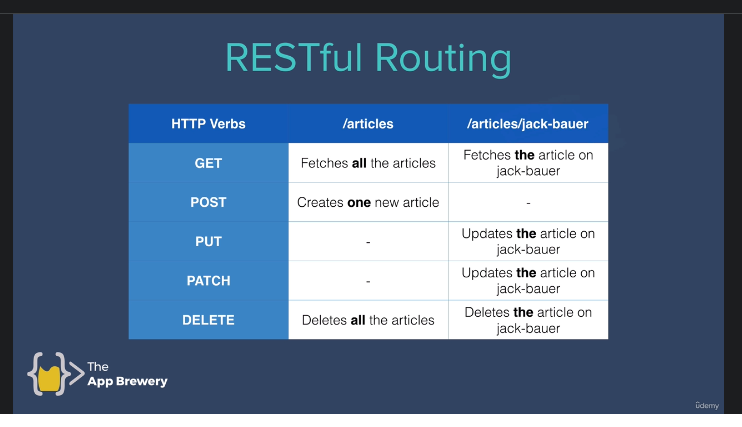 RESTful Routing
HTTP Verbs /articles /articles/jack-bauer
GET Fetches all the articles Fetches the article on
jack-bauer
POST Creates one new article -
PUT - Updates the article on
jack-bauer
PATCH - Updates the article on
jack-bauer
DELETE Deletes all the articles Deletes the article on
jack-bauer
The
App Brewery
ûdemy